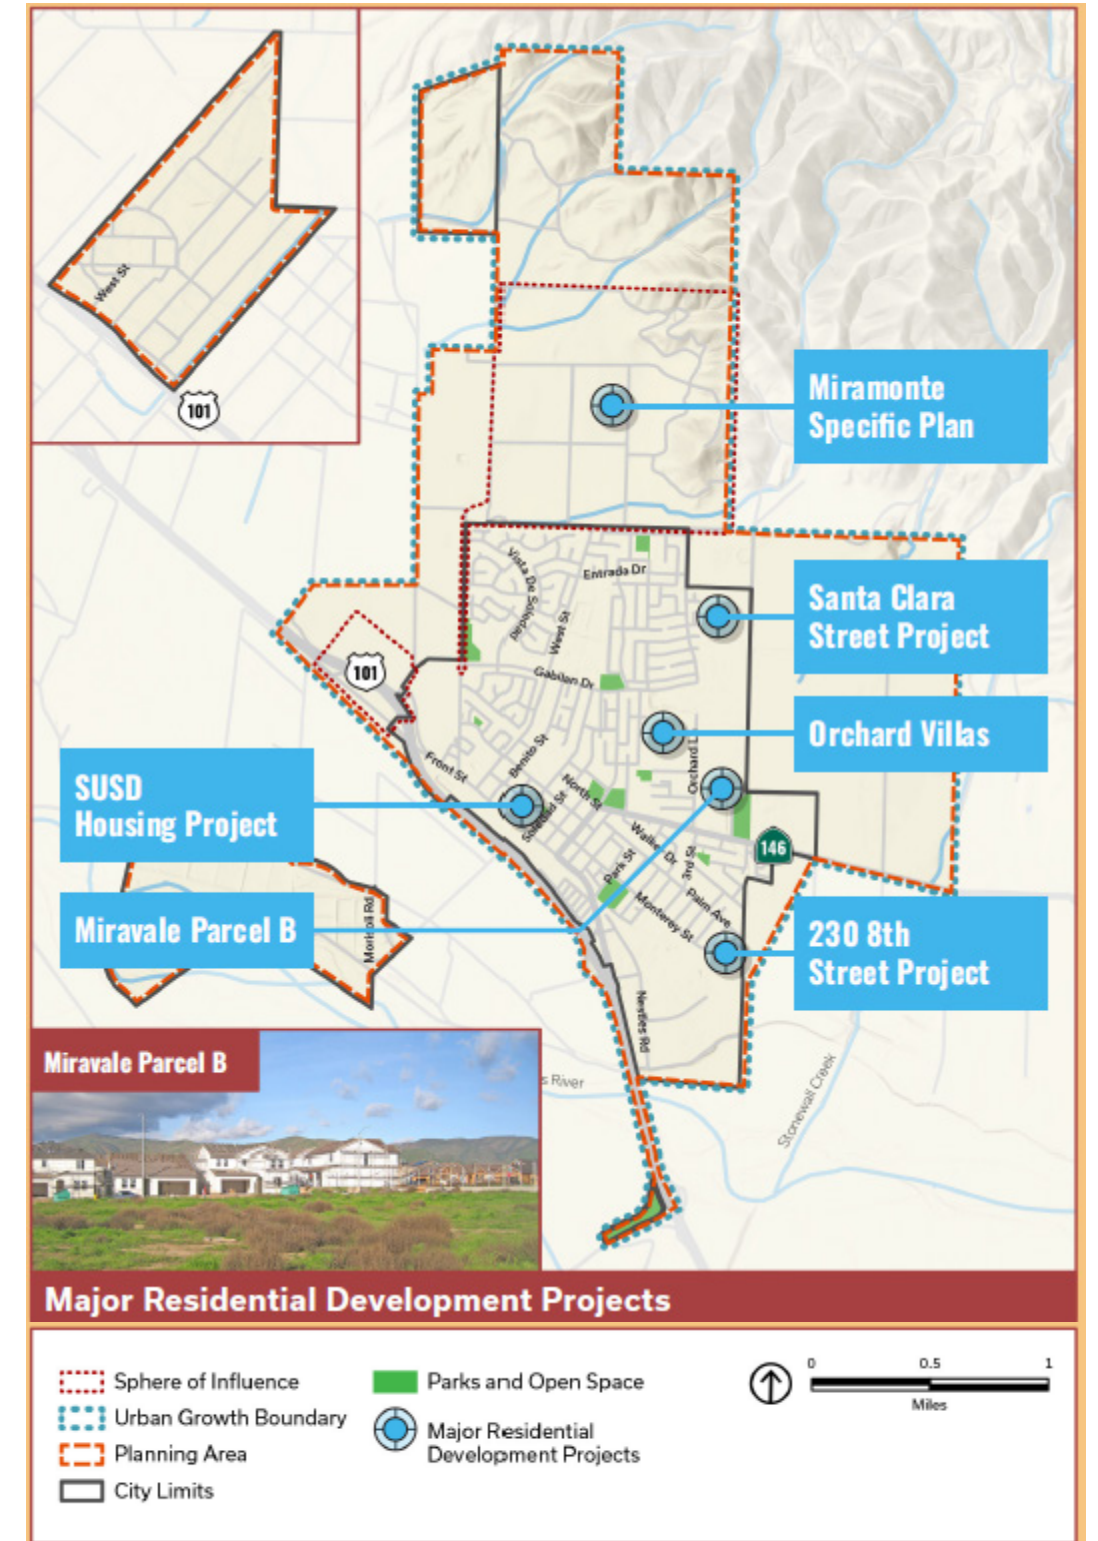 West St
101
Miramonte
Specific Plan
Entrada Dr
Vista De Soledad
West St
Santa Clara
Street Project
101
Gabilan Dr
Orchard Villas
Front St
Benito St
Orchard L
SUSD
Housing Project
North St
Soledad St
Walker Dr
146
3rd St
Park St
Palm Ave
Monterey St
Miravale Parcel B
Morisoli Rd
230 8th
Street Project
Nestles Rd
s River
Stonewall Creek
Miravale Parcel B
Major Residential Development Projects
Sphere of Influence
Urban Growth Boundary
Planning Area
City Limits
Parks and Open Space
Major Residential
Development Projects
0 0.5 1
Miles